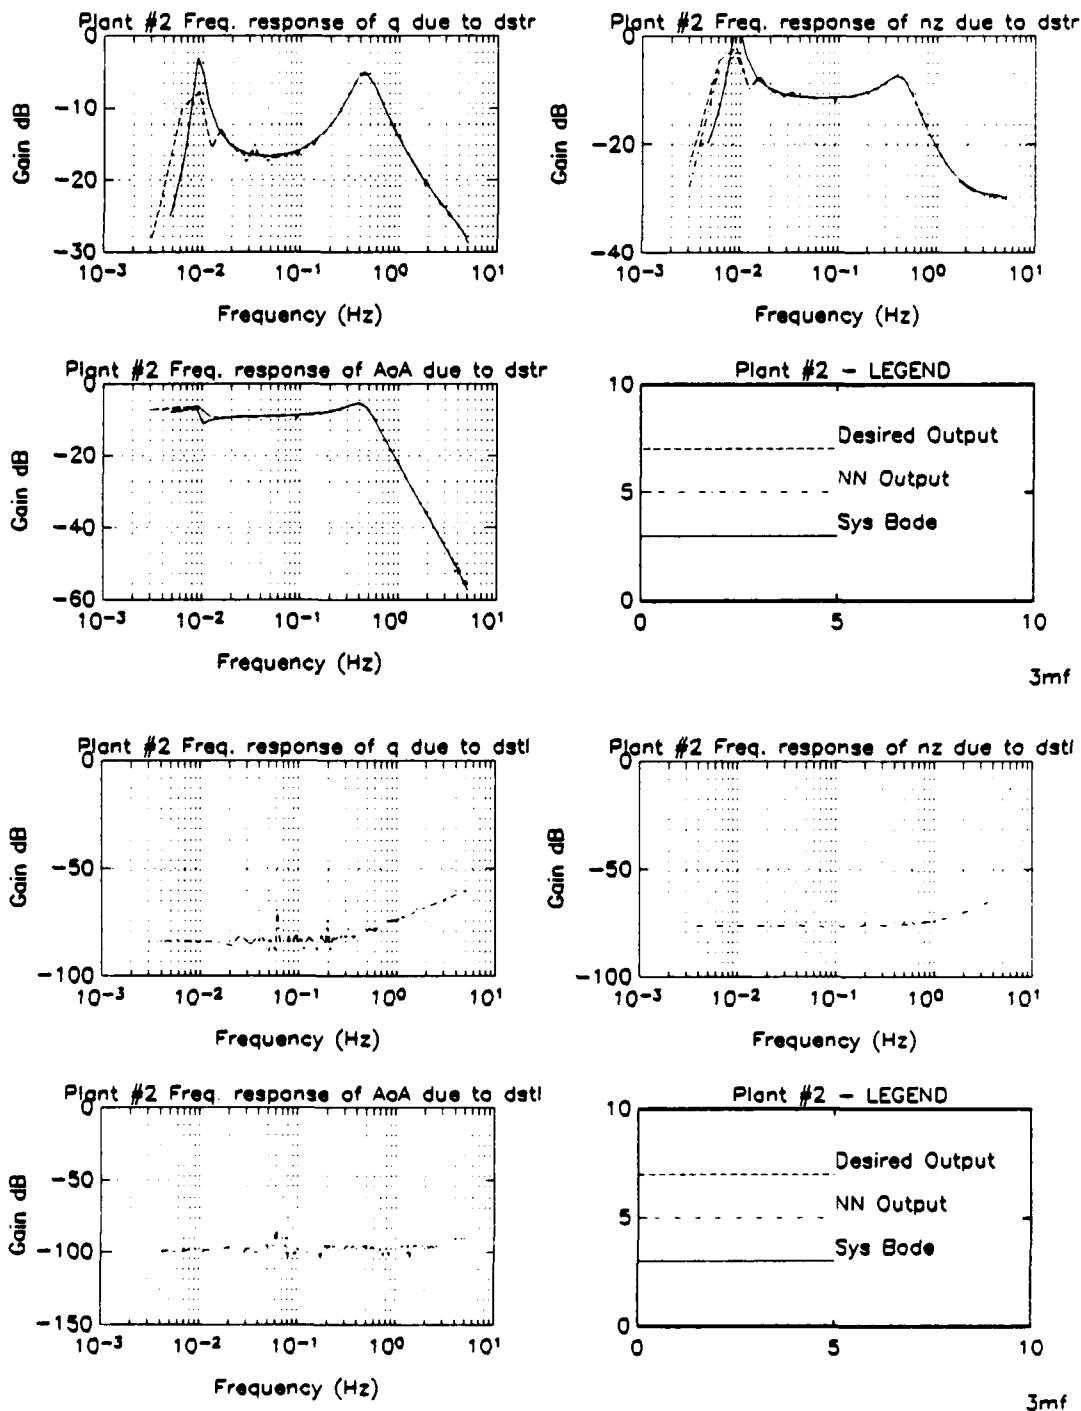 Plant #2 Freq. response of q due to dstr
Gain dB
0
-10
-20
-30
10-3 10-2 10-1 100 101
Frequency (Hz)
Plant #2 Freq. response of nz due to dstr
Gain dB
0
-20
-40
10-3 10-2 10-1 100 101
Frequency (Hz)
Plant #2 Freq. response of AoA due to dstr
Gain dB
0
-20
-40
-60
10-3 10-2 10-1 100 101
Frequency (Hz)
Plant #2 - LEGEND
10
5
0
Desired Output
NN Output
Sys Bode
0 5 10
3mf
Plant #2 Freq. response of q due to dstl
Gain dB
0
-50
-100
10-3 10-2 10-1 100 101
Frequency (Hz)
Plant #2 Freq. response of nz due to dstl
Gain dB
0
-50
-100
10-3 10-2 10-1 100 101
Frequency (Hz)
Plant #2 Freq. response of AoA due to dstl
Gain dB
0
-50
-100
-150
10-3 10-2 10-1 100 101
Frequency (Hz)
Plant #2 - LEGEND
10
5
0
Desired Output
NN Output
Sys Bode
0 5 10
3mf